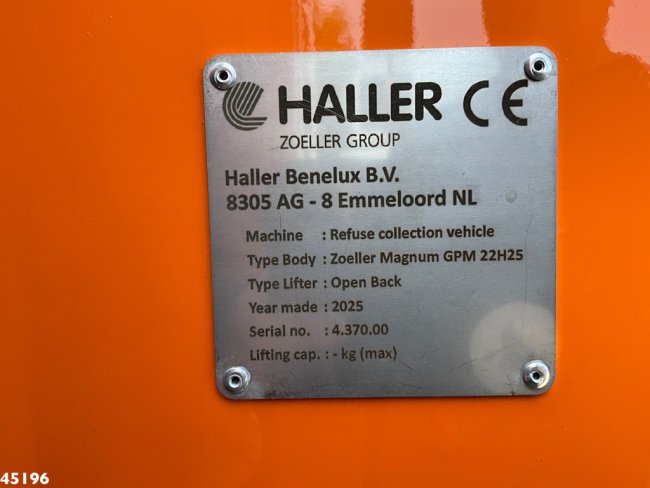 HALLER CE
ZOELLER GROUP
Haller Benelux B.V.
8305 AG - 8 Emmeloord NL
Machine : Refuse collection vehicle
Type Body : Zoeller Magnum GPM 22H25
Type Lifter : Open Back
Year made : 2025
Serial no. : 4.370.00
Lifting cap. : - kg (max)
45196